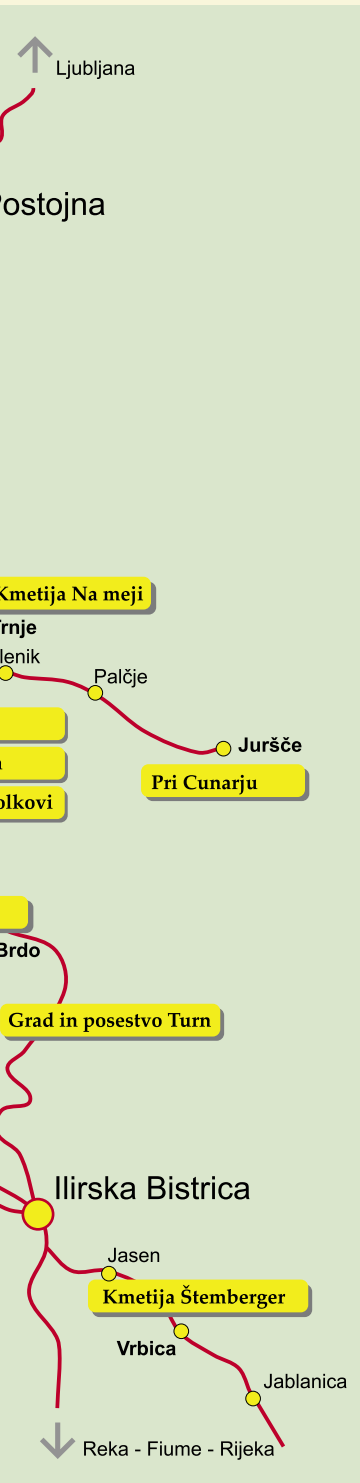 Ljubljana
Postojna
Kmetija Na meji
Trnje
lenik
Palčje
Juršče
Pri Cunarju
olkovi
Brdo
Grad in posestvo Turn
Ilirska Bistrica
Jasen
Kmetija Štemberger
Vrbica
Jablanica
Reka - Fiume - Rijeka